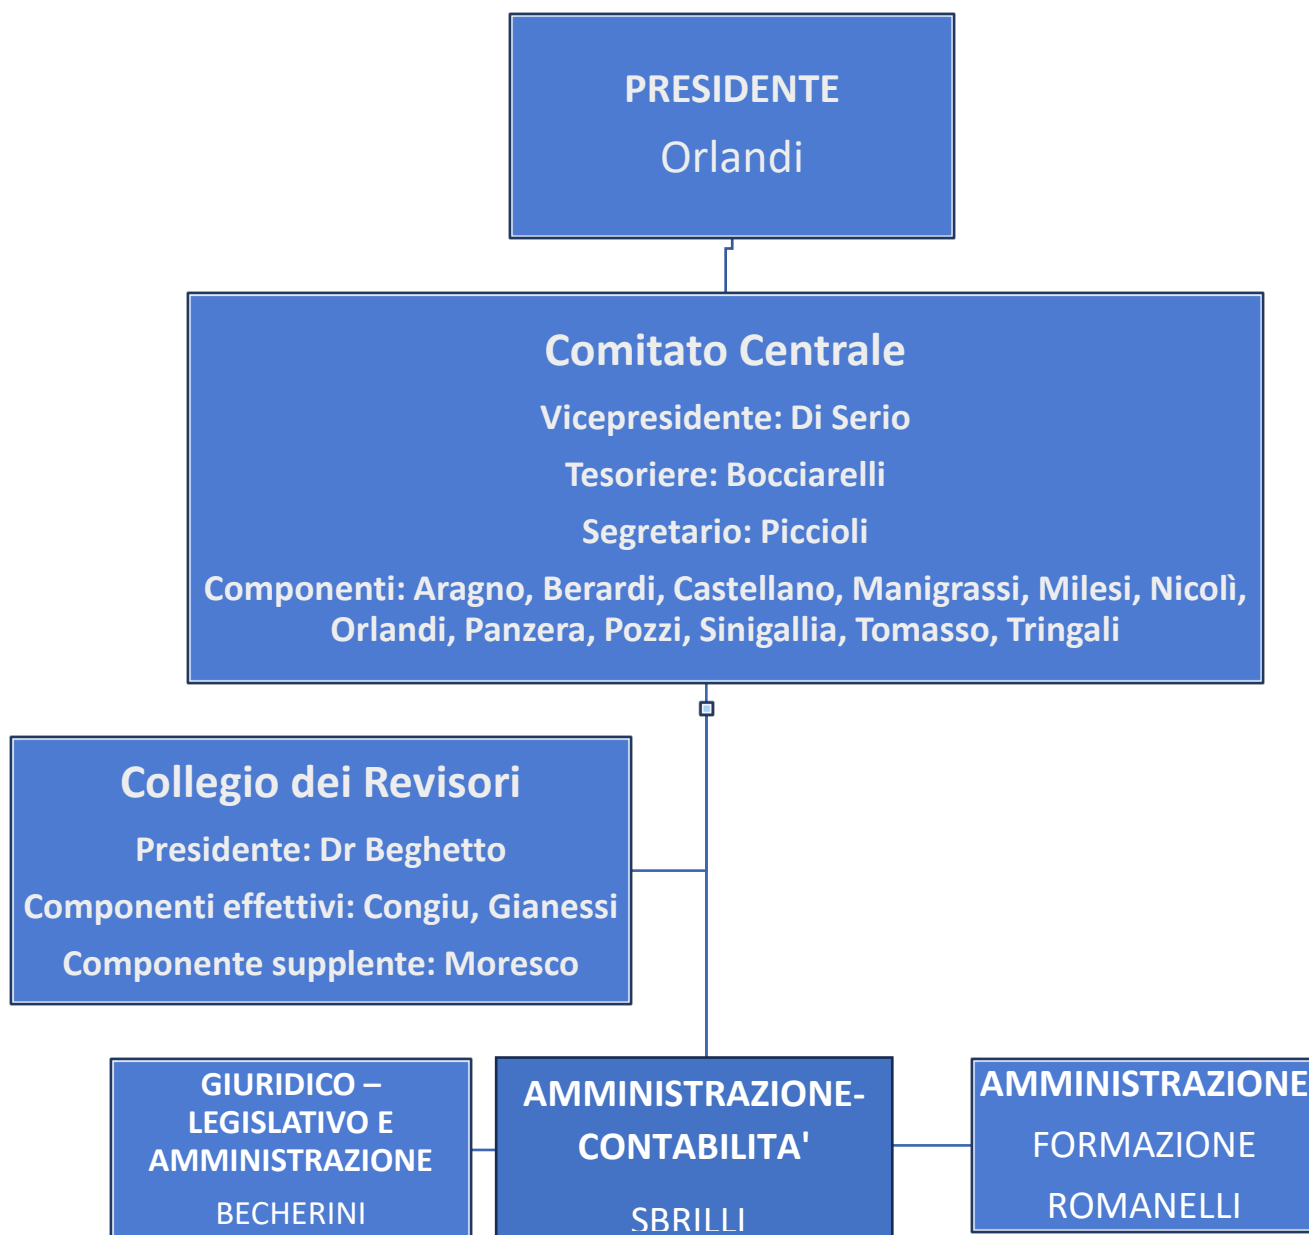 PRESIDENTE
Orlandi
Comitato Centrale
Vicepresidente: Di Serio
Tesoriere: Bocciarelli
Segretario: Piccioli
Componenti: Aragno, Berardi, Castellano, Manigrassi, Milesi, Nicolì,
Orlandi, Panzera, Pozzi, Sinigallia, Tomasso, Tringali
Collegio dei Revisori
Presidente: Dr Beghetto
Componenti effettivi: Congiu, Gianessi
Componente supplente: Moresco
GIURIDICO –
LEGISLATIVO E
AMMINISTRAZIONE
BECHERINI
AMMINISTRAZIONE-
CONTABILITA'
SBRILLI
AMMINISTRAZIONE
FORMAZIONE
ROMANELLI